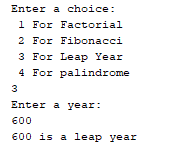 Enter a choice:
1 For Factorial
2 For Fibonacci
3 For Leap Year
4 For palindrome
3
Enter a year:
600
600 is a leap year